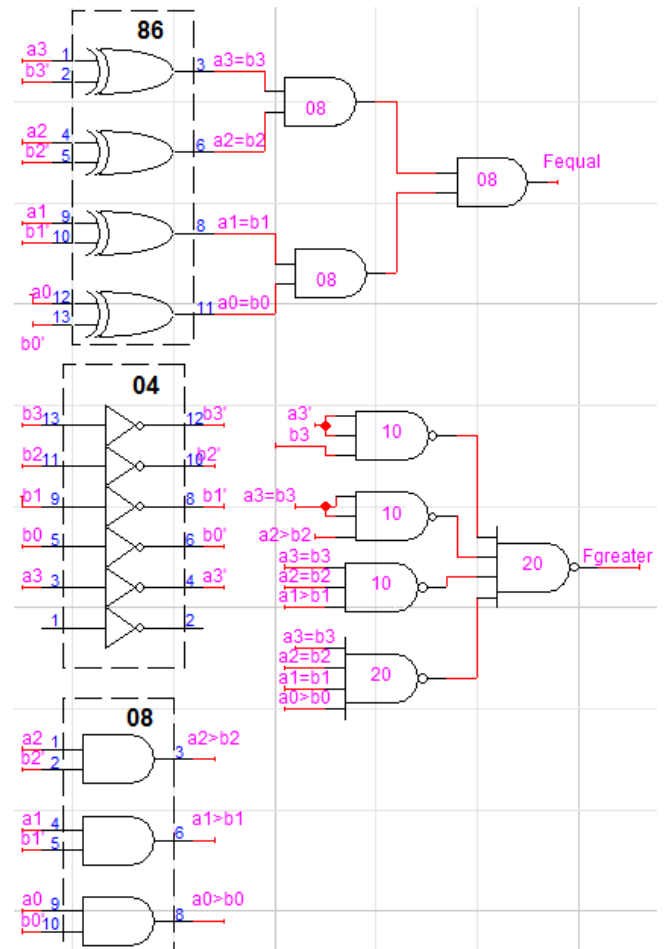 86
a3 1
b3' 2
3 a3=b3
08
a2 4
b2' 5
6 a2=b2
08
Fequal
a1 9
b1' 10
8 a1=b1
08
a0 12
13
b0'
11 a0=b0
04
b3 13
12 b3'
b2 11
10 b2'
b1 9
8 b1'
b0 5
6 b0'
a3 3
4 a3'
1
2
a3'
b3
10
a3=b3
a2>b2
10
a3=b3
a2=b2
a1>b1
10
20
Fgreater
a3=b3
a2=b2
a1=b1
a0>b0
20
08
a2 1
b2' 2
3 a2>b2
a1 4
b1' 5
6 a1>b1
a0 9
b0' 10
8 a0>b0